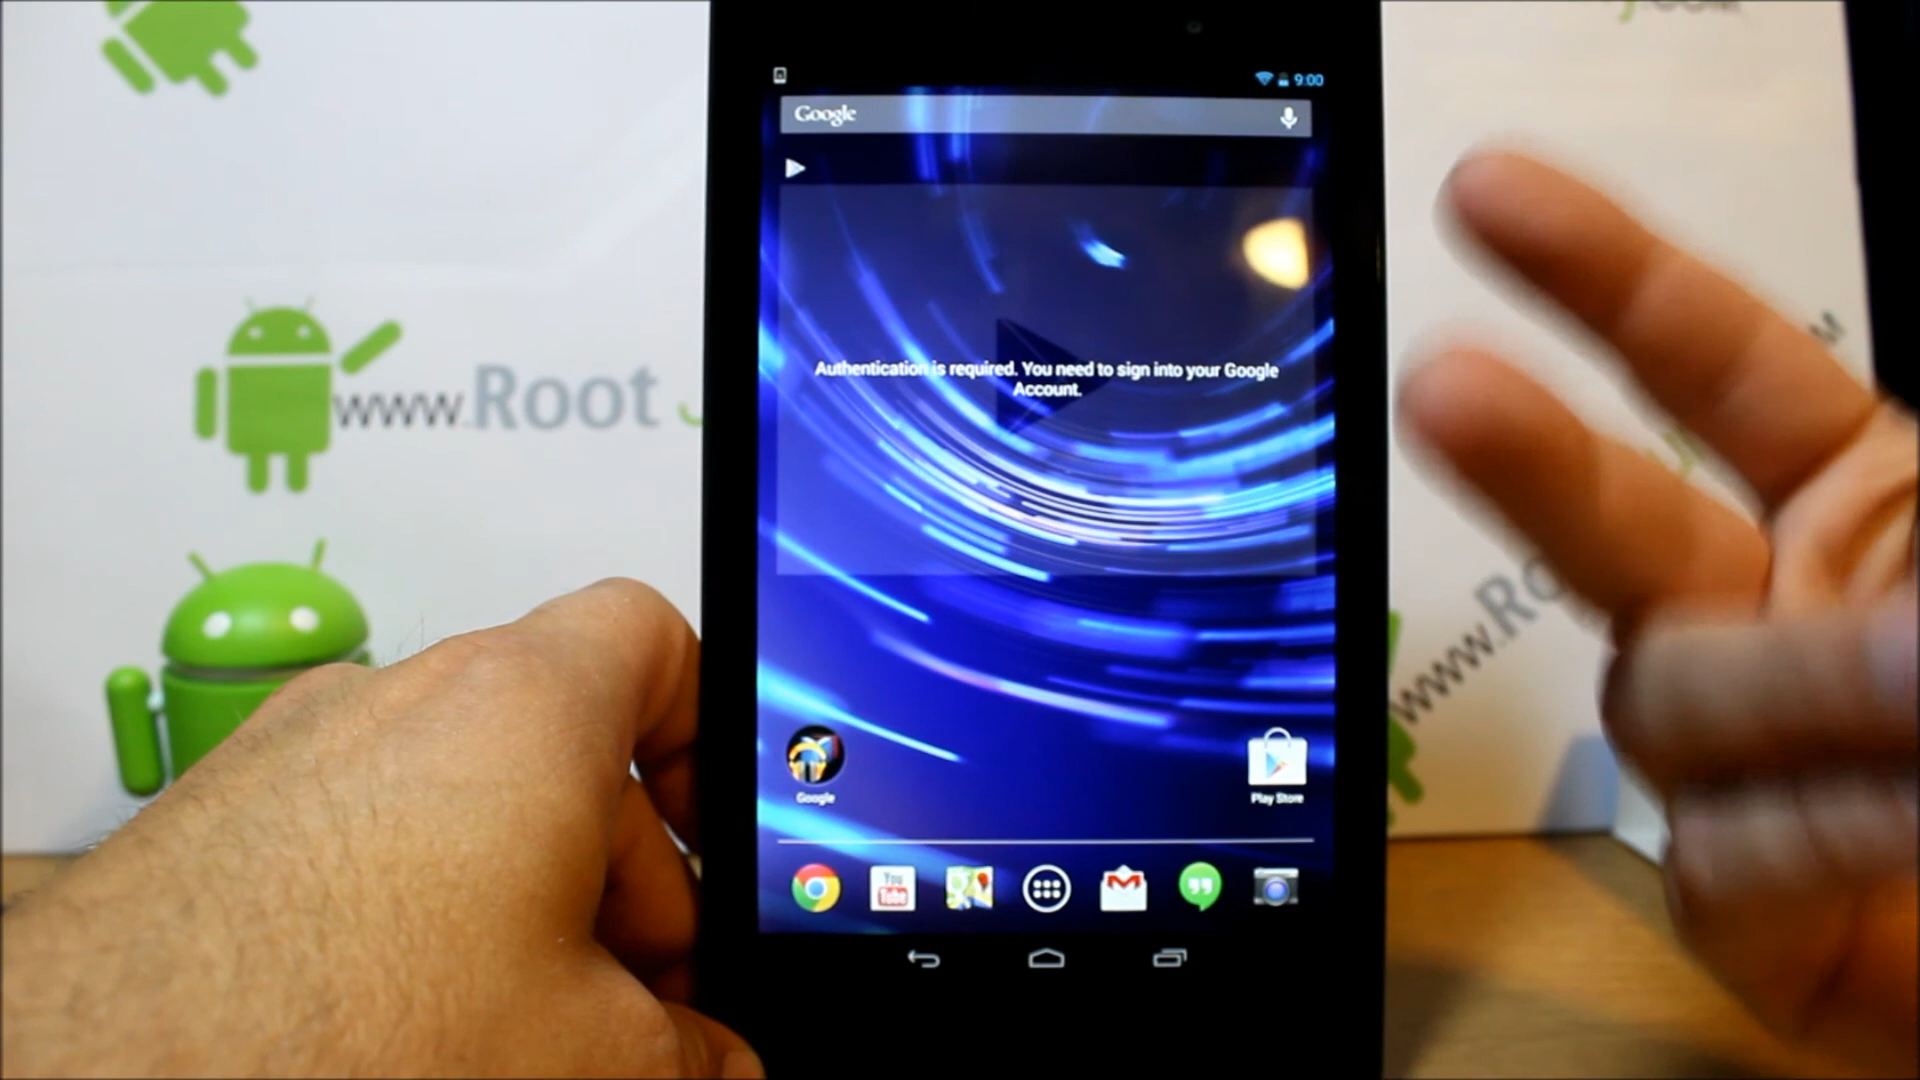 .COM
9:00
Google
Authentication is required. You need to sign into your Google
Account.
www.Root
www.Ro
M
Google
Play Store
You
Tube